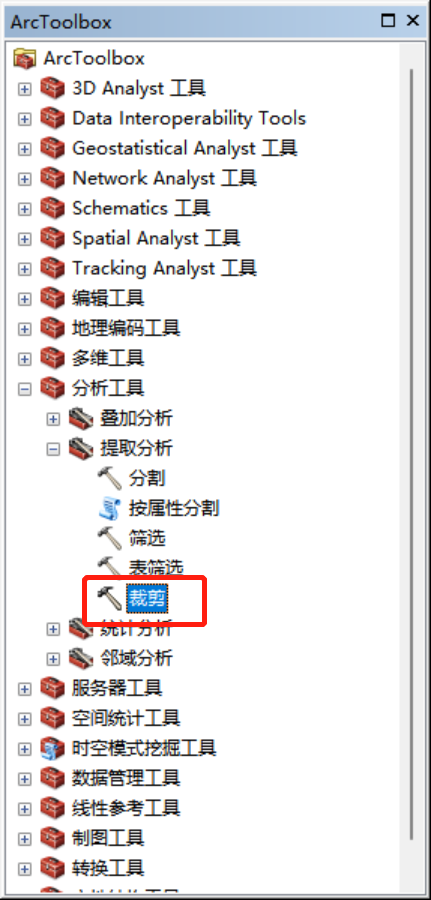 ArcToolbox
ArcToolbox
3D Analyst 工具
Data Interoperability Tools
Geostatistical Analyst 工具
Network Analyst 工具
Schematics 工具
Spatial Analyst 工具
Tracking Analyst 工具
编辑工具
地理编码工具
多维工具
分析工具
叠加分析
提取分析
分割
按属性分割
筛选
表筛选
裁剪
统计分析
邻域分析
服务器工具
空间统计工具
时空模式挖掘工具
数据管理工具
线性参考工具
制图工具
转换工具